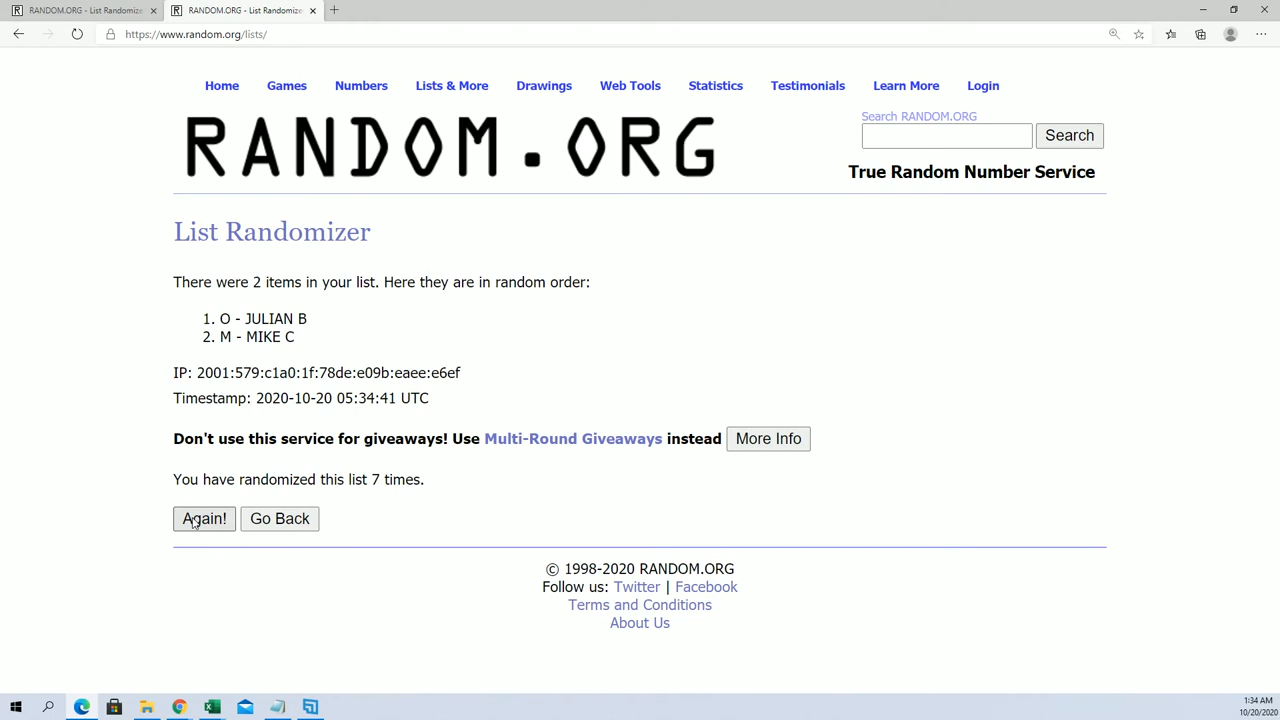 RANDOM.ORG - List Randomize
RANDOM.ORG - List Randomize
https://www.random.org/lists/
Home Games Numbers Lists & More Drawings Web Tools Statistics Testimonials Learn More Login
RANDOM.ORG
Search RANDOM.ORG
Search
True Random Number Service
List Randomizer
There were 2 items in your list. Here they are in random order:
1. O - JULIAN B
2. M - MIKE C
IP: 2001:579:c1a0:1f:78de:e09b:eaee:e6ef
Timestamp: 2020-10-20 05:34:41 UTC
Don't use this service for giveaways! Use Multi-Round Giveaways instead More Info
You have randomized this list 7 times.
Again! Go Back
© 1998-2020 RANDOM.ORG
Follow us: Twitter | Facebook
Terms and Conditions
About Us
1:34 AM
10/20/2020